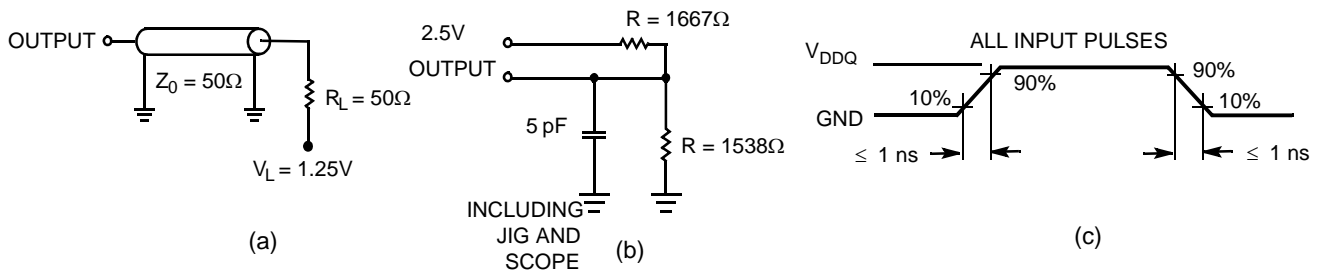 OUTPUT
Z0 = 50Ω
RL = 50Ω
VL = 1.25V
(a)
R = 1667Ω
2.5V
OUTPUT
5 pF
R = 1538Ω
INCLUDING
JIG AND
SCOPE
(b)
ALL INPUT PULSES
VDDQ
GND
10%
90%
90%
10%
≤ 1 ns
≤ 1 ns
(c)